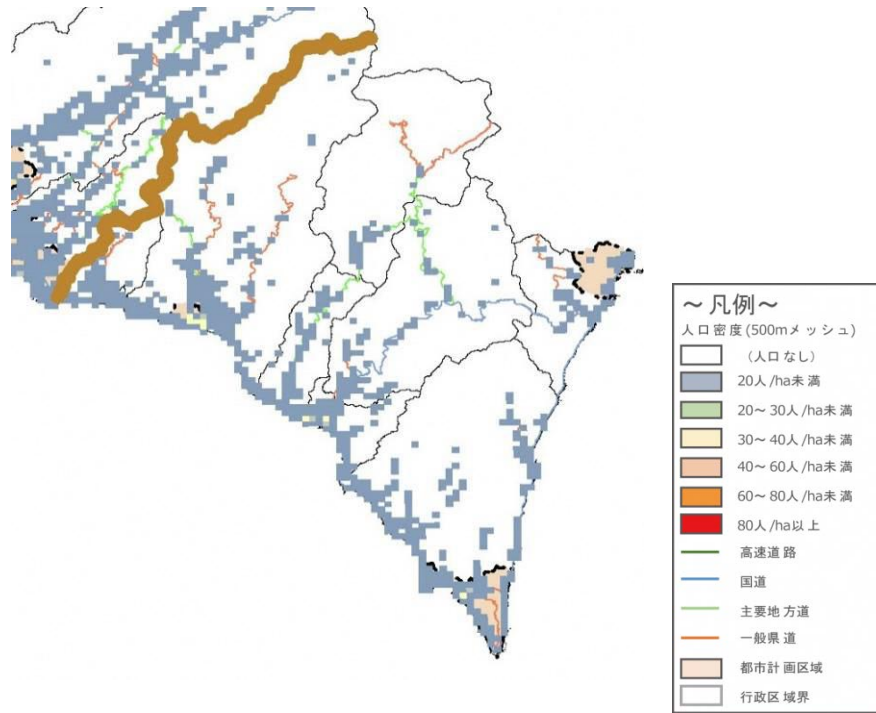 ～凡例～
人口密度(500mメッシュ)
（人口なし）
20人/ha未満
20～30人/ha未満
30～40人/ha未満
40～60人/ha未満
60～80人/ha未満
80人/ha以上
高速道路
国道
主要地方道
一般県道
都市計画区域
行政区域界